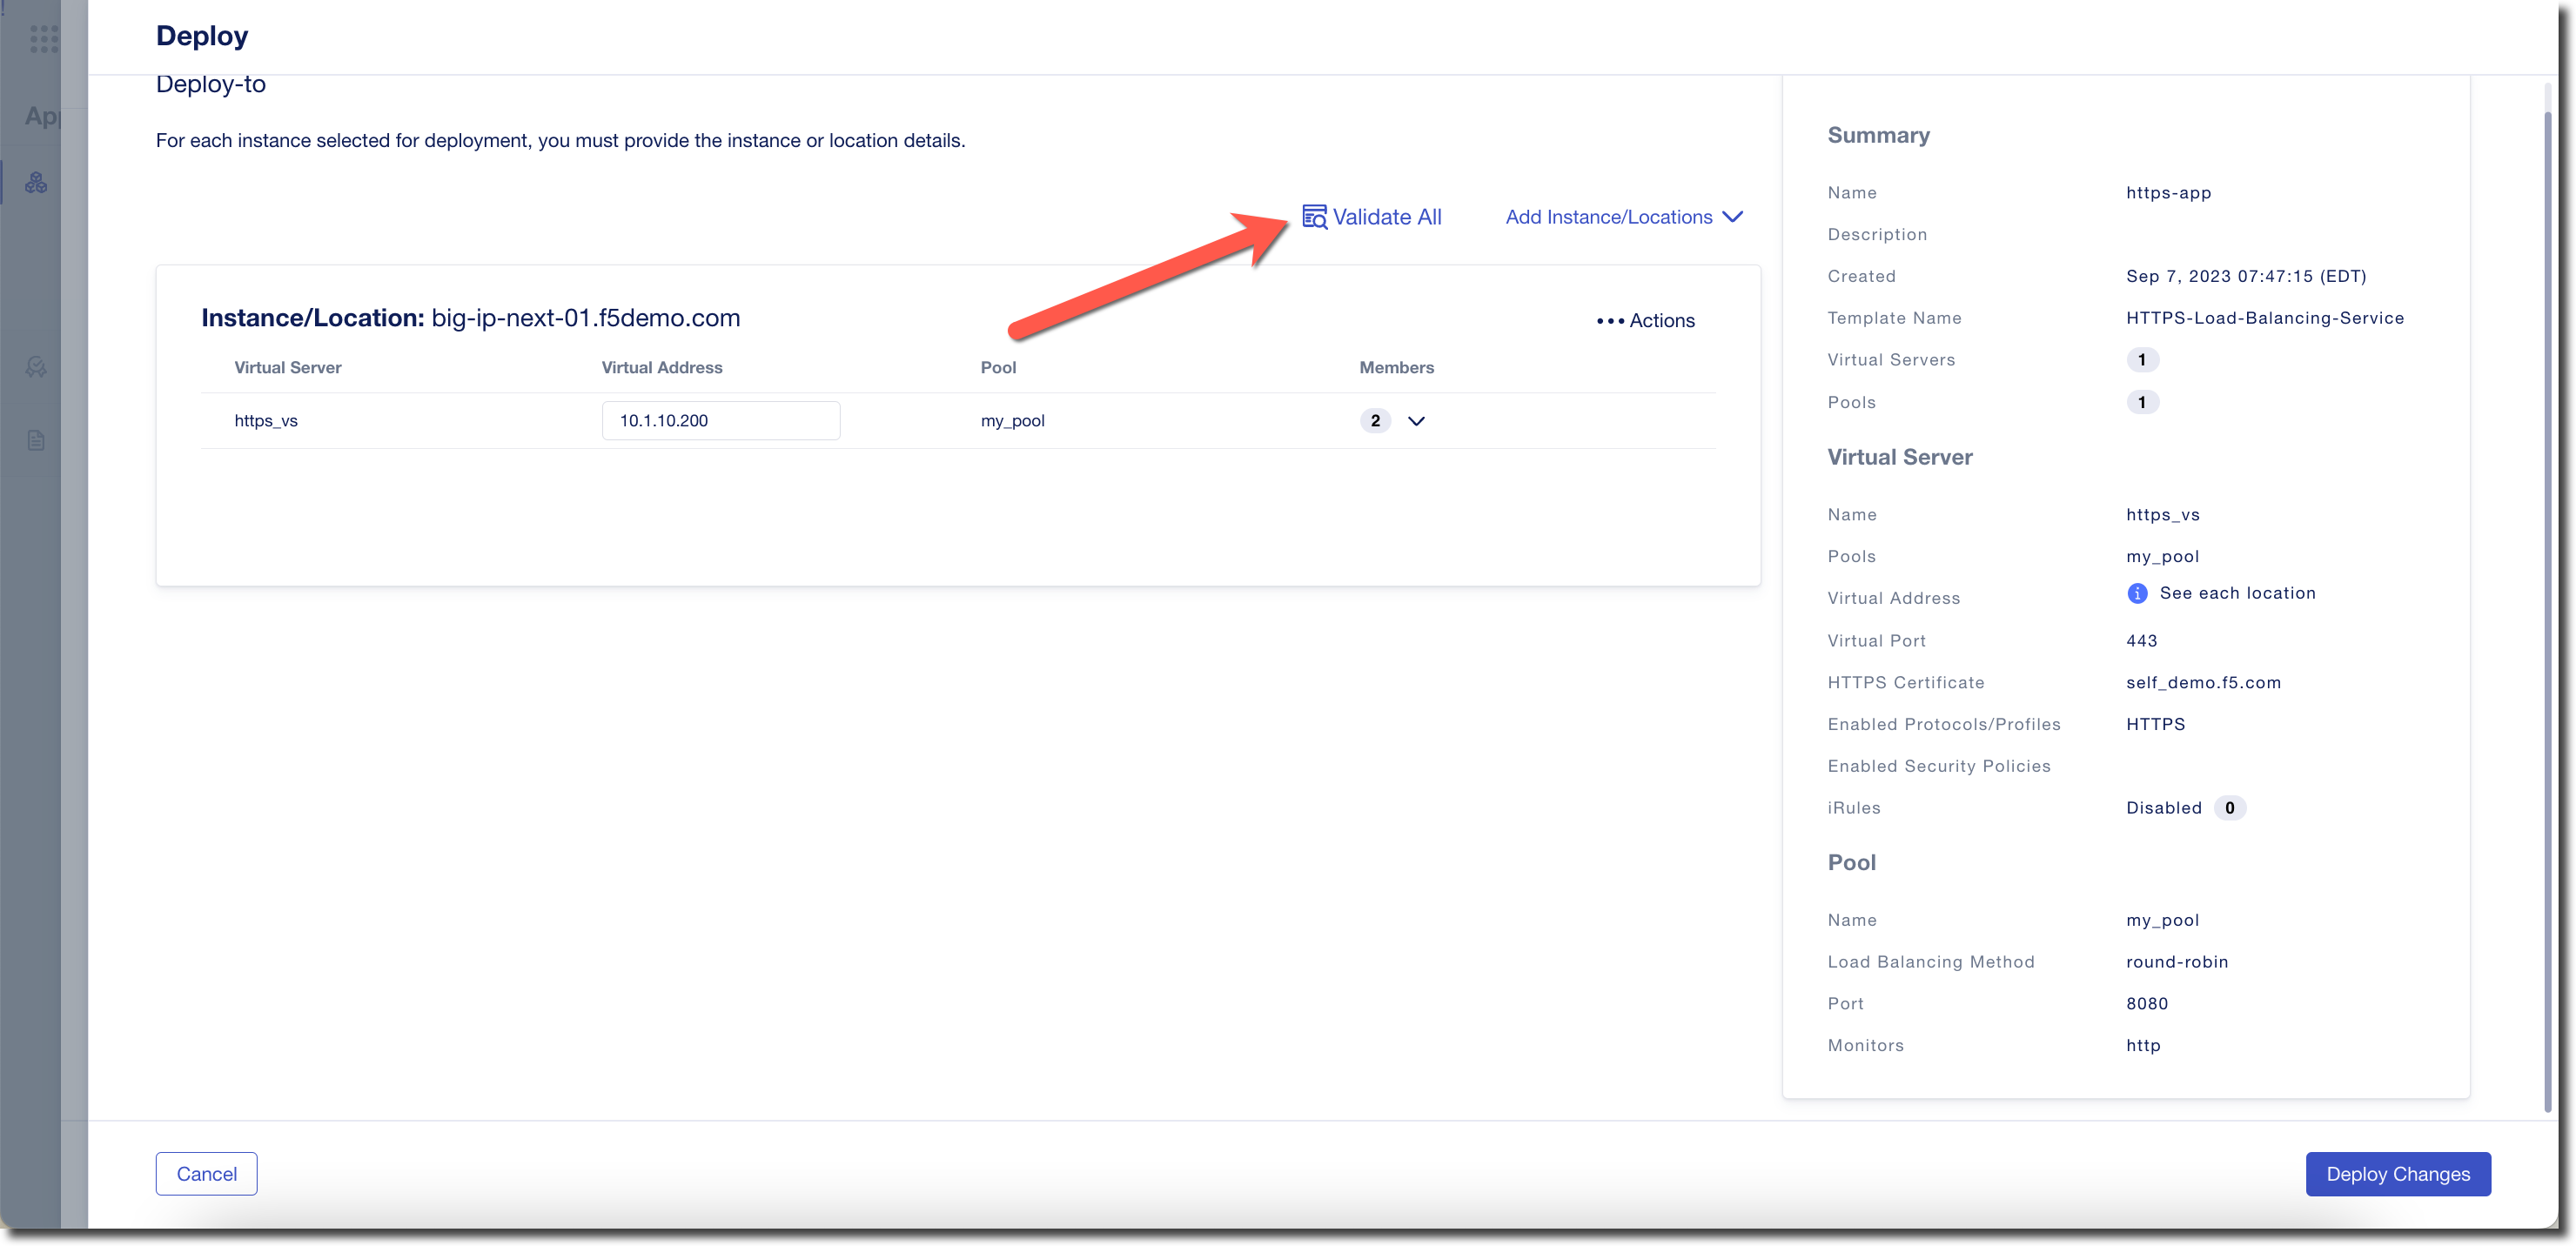 Deploy
Deploy-to
For each instance selected for deployment, you must provide the instance or location details.
Validate All
Add Instance/Locations
Instance/Location: big-ip-next-01.f5demo.com
Actions
Virtual Server Virtual Address Pool Members
https_vs 10.1.10.200 my_pool 2
Summary
Name https-app
Description
Created Sep 7, 2023 07:47:15 (EDT)
Template Name HTTPS-Load-Balancing-Service
Virtual Servers 1
Pools 1
Virtual Server
Name https_vs
Pools my_pool
Virtual Address See each location
Virtual Port 443
HTTPS Certificate self_demo.f5.com
Enabled Protocols/Profiles HTTPS
Enabled Security Policies
iRules Disabled 0
Pool
Name my_pool
Load Balancing Method round-robin
Port 8080
Monitors http
Cancel
Deploy Changes